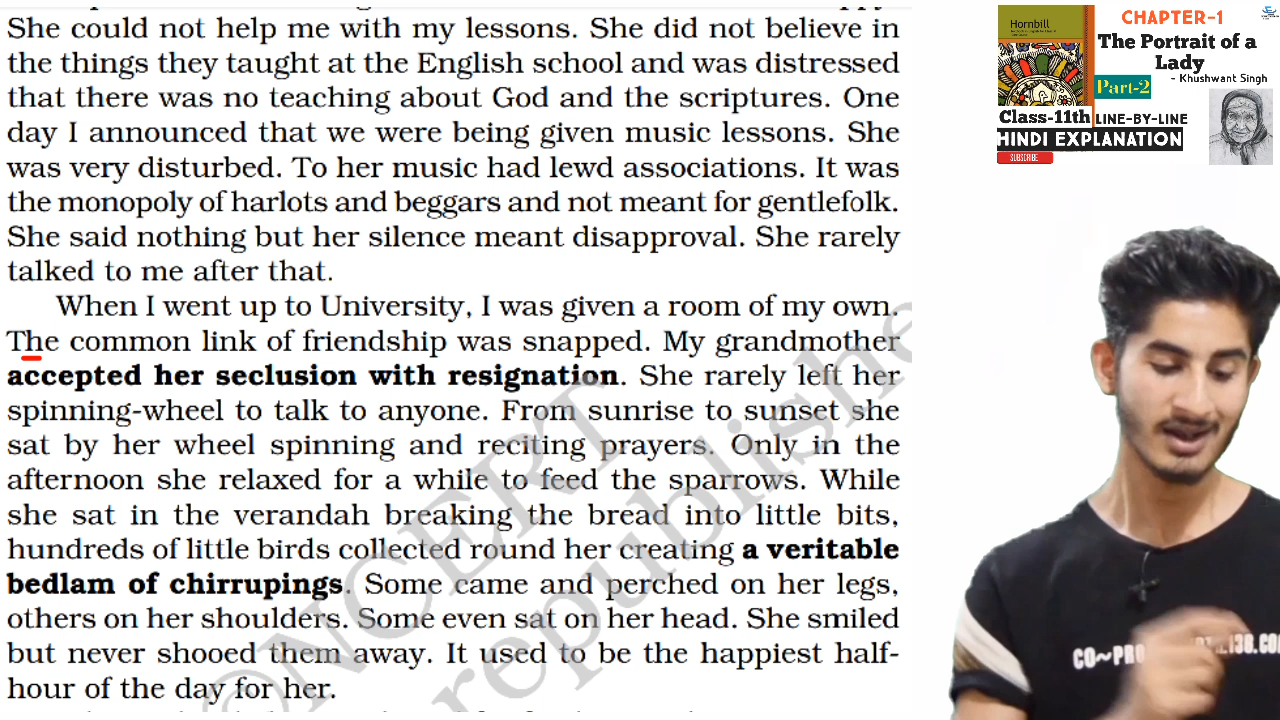 She could not help me with my lessons. She did not believe in
the things they taught at the English school and was distressed
that there was no teaching about God and the scriptures. One
day I announced that we were being given music lessons. She
was very disturbed. To her music had lewd associations. It was
the monopoly of harlots and beggars and not meant for gentlefolk.
She said nothing but her silence meant disapproval. She rarely
talked to me after that.
When I went up to University, I was given a room of my own.
The common link of friendship was snapped. My grandmother
accepted her seclusion with resignation. She rarely left her
spinning-wheel to talk to anyone. From sunrise to sunset she
sat by her wheel spinning and reciting prayers. Only in the
afternoon she relaxed for a while to feed the sparrows. While
she sat in the verandah breaking the bread into little bits,
hundreds of little birds collected round her creating a veritable
bedlam of chirrupings. Some came and perched on her legs,
others on her shoulders. Some even sat on her head. She smiled
but never shooed them away. It used to be the happiest half-
hour of the day for her.
©NCERT
republishe
Hornbill
CHAPTER-1
The Portrait of a
Lady
- Khushwant Singh
Part-2
Class-11th LINE-BY-LINE
HINDI EXPLANATION
SUBSCRIBE
CO~PRO